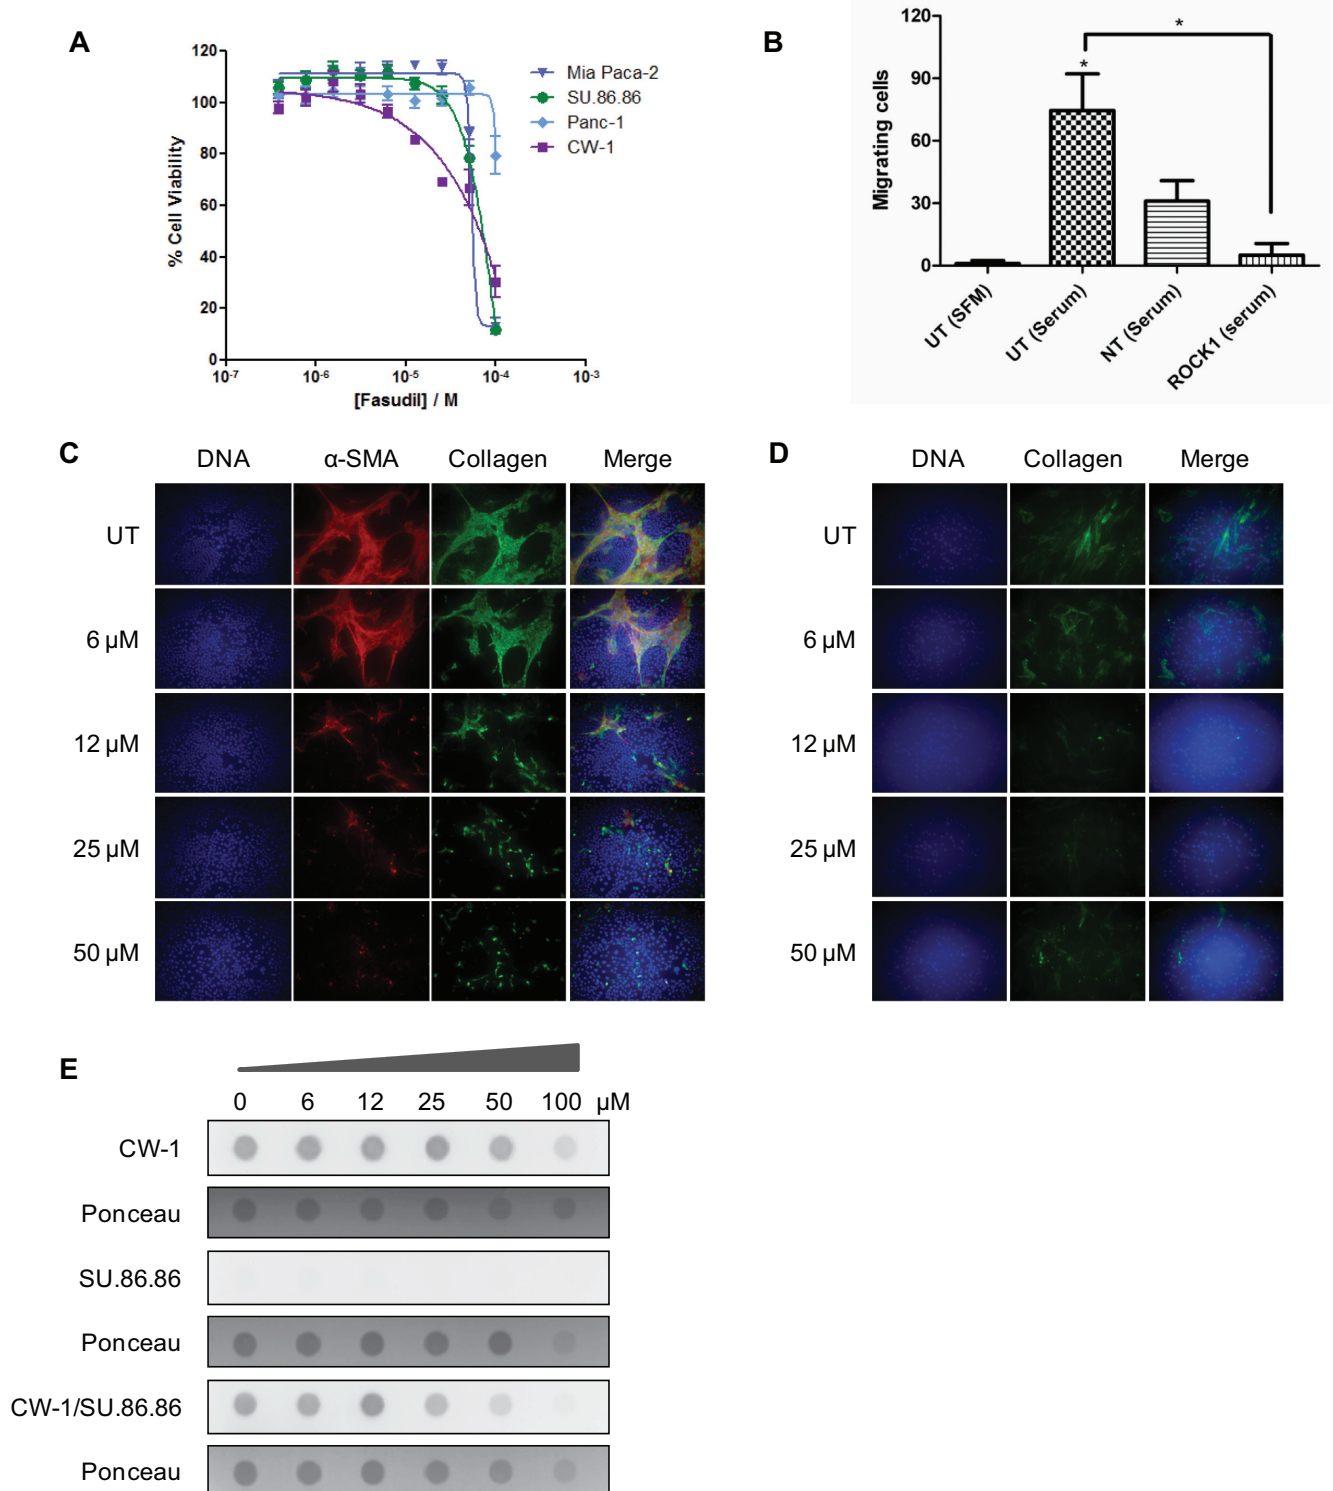 A
120
100
80
60
40
20
0
% Cell Viability
10-7
10-6
10-5
10-4
10-3
[Fasudil] / M
Mia Paca-2
SU.86.86
Panc-1
CW-1
B
120
90
60
30
0
Migrating cells
*
*
UT (SFM)
UT (Serum)
NT (Serum)
ROCK1 (serum)
C
DNA α-SMA Collagen Merge
UT
6 µM
12 µM
25 µM
50 µM
D
DNA Collagen Merge
UT
6 µM
12 µM
25 µM
50 µM
E
0 6 12 25 50 100 µM
CW-1
Ponceau
SU.86.86
Ponceau
CW-1/SU.86.86
Ponceau